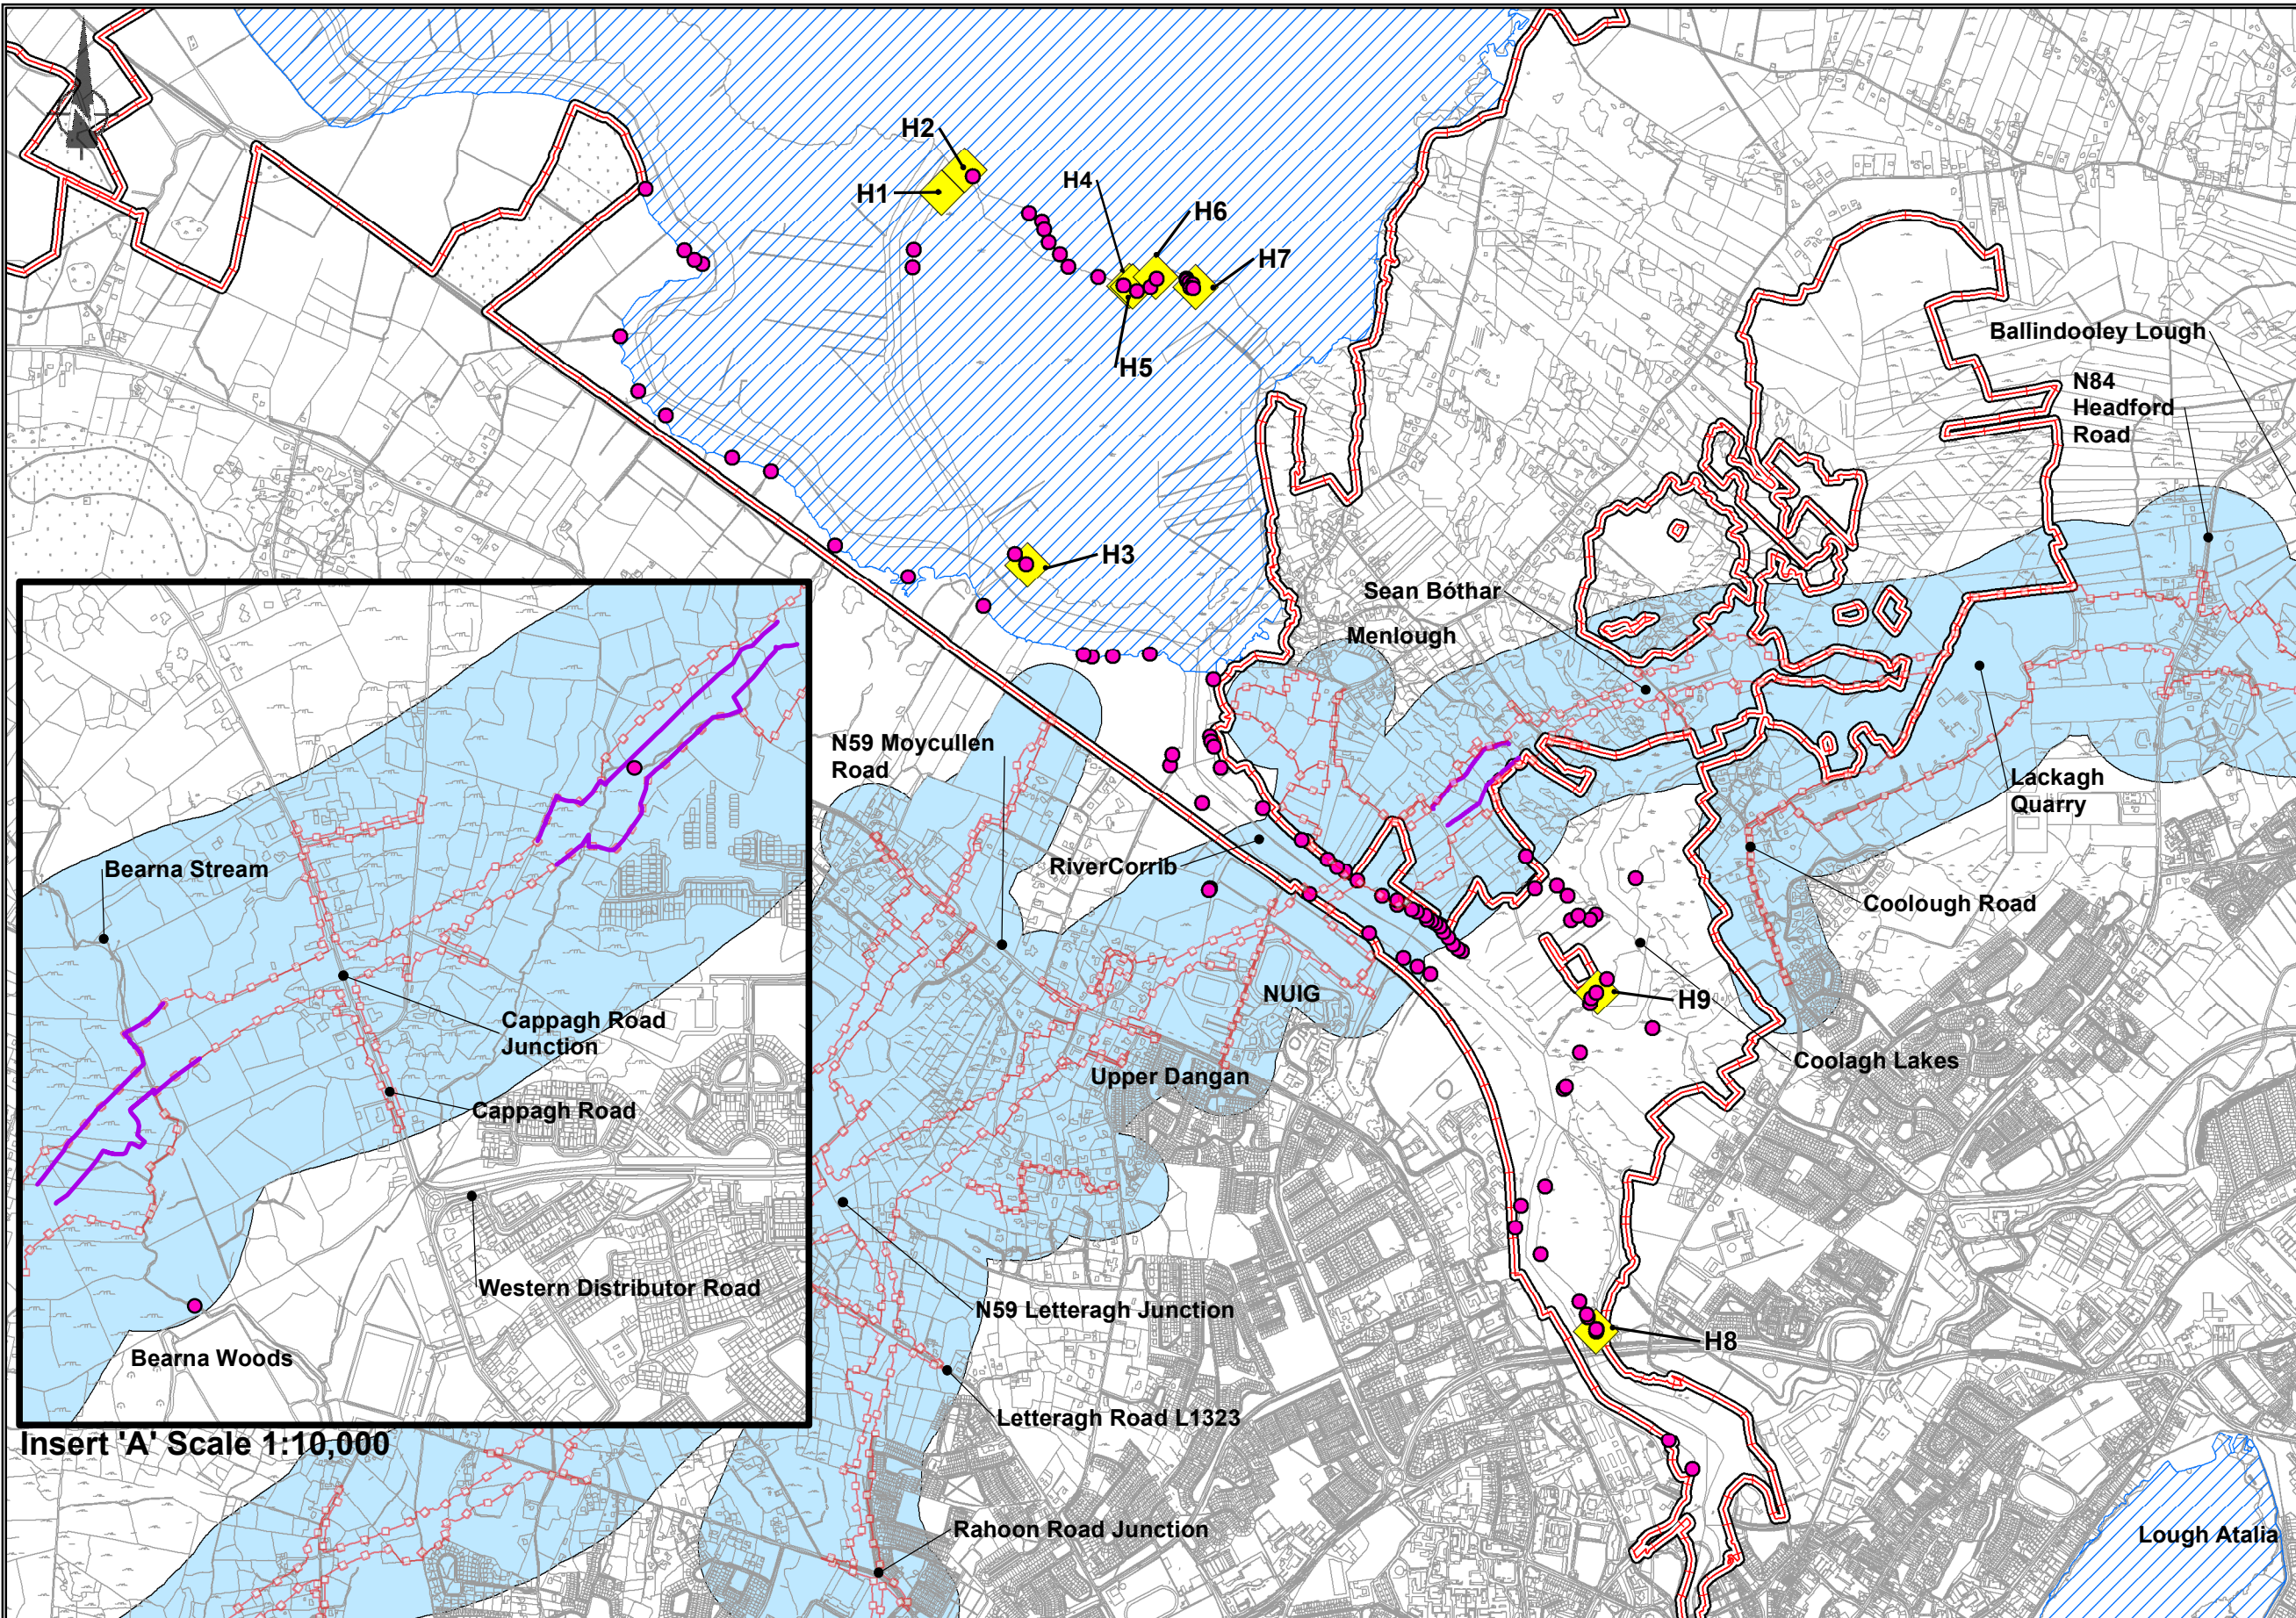 H2
H1
H4
H6
H7
H5
Ballindooley Lough
N84
Headford
Road
H3
Sean Bóthar
Menlough
N59 Moycullen
Road
Lackagh
Quarry
RiverCorrib
Bearna Stream
Coolough Road
NUIG
H9
Cappagh Road
Junction
Coolagh Lakes
Upper Dangan
Cappagh Road
Western Distributor Road
N59 Letteragh Junction
Bearna Woods
H8
Letteragh Road L1323
Insert 'A' Scale 1:10,000
Rahoon Road Junction
Lough Atalia